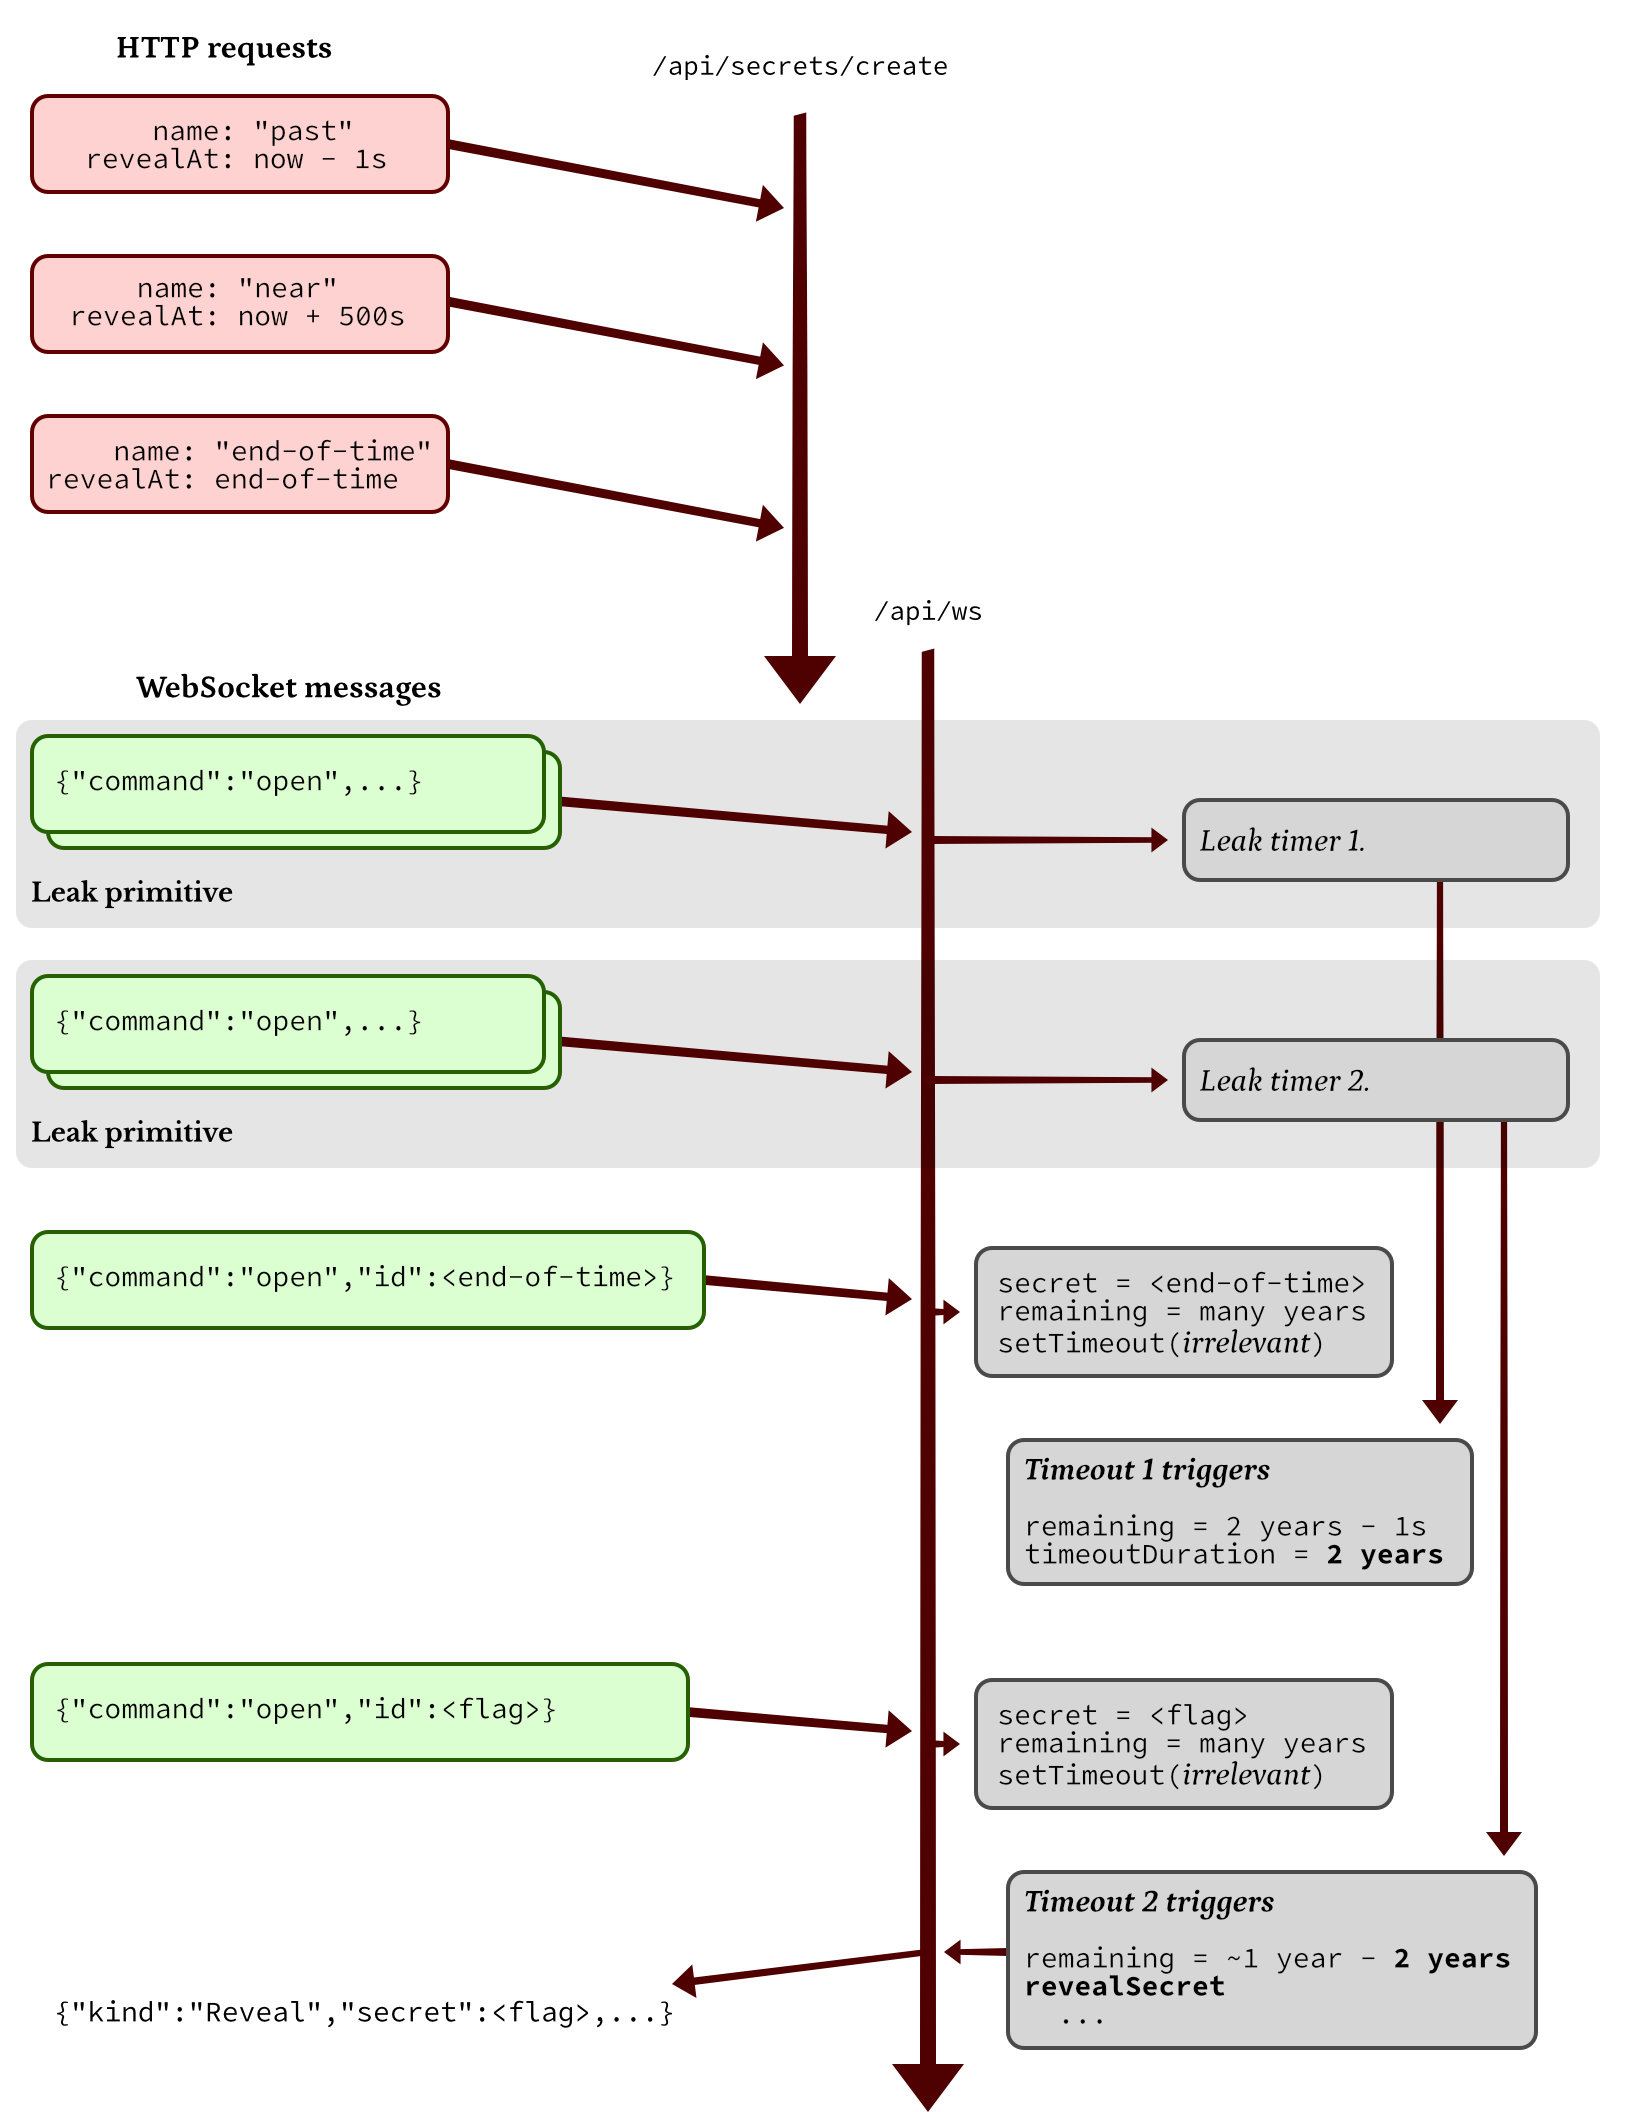 HTTP requests
/api/secrets/create
name: "past"
revealAt: now - 1s
name: "near"
revealAt: now + 500s
name: "end-of-time"
revealAt: end-of-time
/api/ws
WebSocket messages
{"command":"open",...}
Leak timer 1.
Leak primitive
{"command":"open",...}
Leak timer 2.
Leak primitive
{"command":"open","id":<end-of-time>}
secret = <end-of-time>
remaining = many years
setTimeout(irrelevant)
Timeout 1 triggers
remaining = 2 years - 1s
timeoutDuration = 2 years
{"command":"open","id":<flag>}
secret = <flag>
remaining = many years
setTimeout(irrelevant)
Timeout 2 triggers
remaining = ~1 year - 2 years
revealSecret
...
{"kind":"Reveal","secret":<flag>,...}